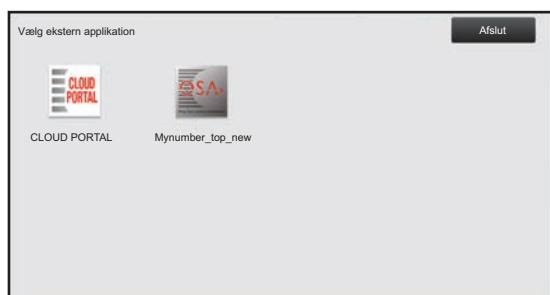 Vælg ekstern applikation
Afslut
CLOUD
PORTAL
OSA
CLOUD PORTAL
Mynumber_top_new